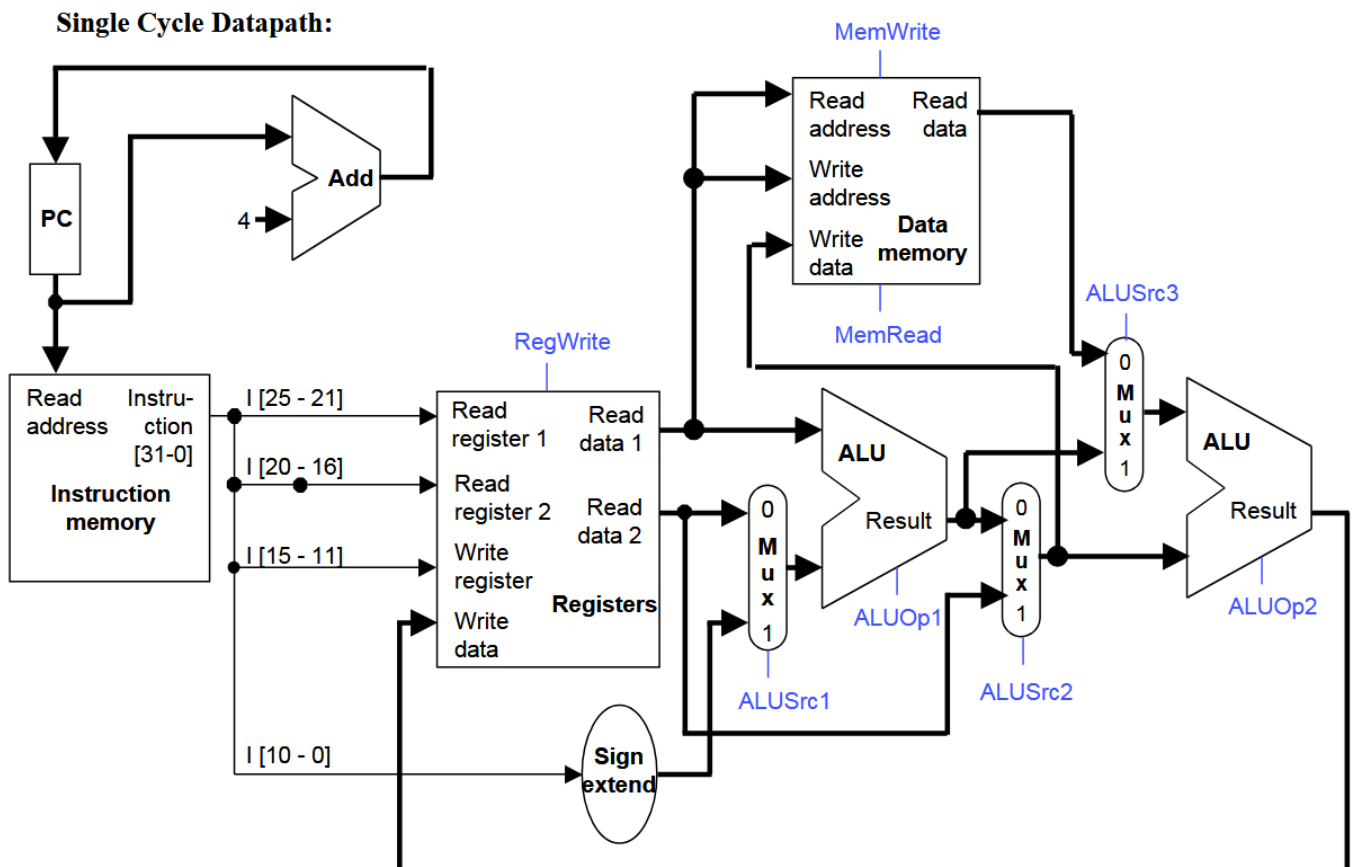 Single Cycle Datapath:
MemWrite
Read
address
Read
data
Write
address
Write
data
Data
memory
MemRead
Add
4
PC
ALUSrc3
0
M
u
x
1
RegWrite
Read
address
Instru-
ction
[31-0]
Instruction
memory
I [25 - 21]
I [20 - 16]
I [15 - 11]
I [10 - 0]
Read
register 1
Read
data 1
Read
register 2
Read
data 2
Write
register
Registers
Write
data
0
M
u
x
1
ALUSrc1
ALU
Result
ALUOp1
0
M
u
x
1
ALUSrc2
ALU
Result
ALUOp2
Sign
extend